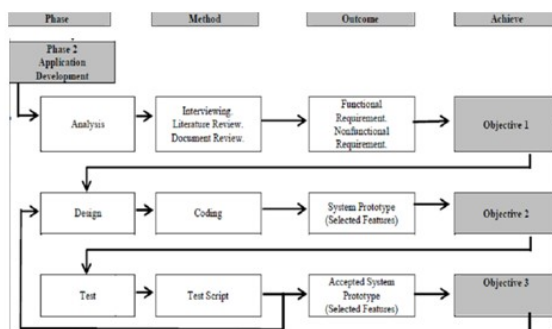 Phase Method Outcome Achieve
Phase 2
Application
Development
Analysis
Interviewing.
Literature Review.
Document Review.
Functional
Requirement.
Nonfunctional
Requirement.
Objective 1
Design
Coding
System Prototype
(Selected Features)
Objective 2
Test
Test Script
Accepted System
Prototype
(Selected Features)
Objective 3